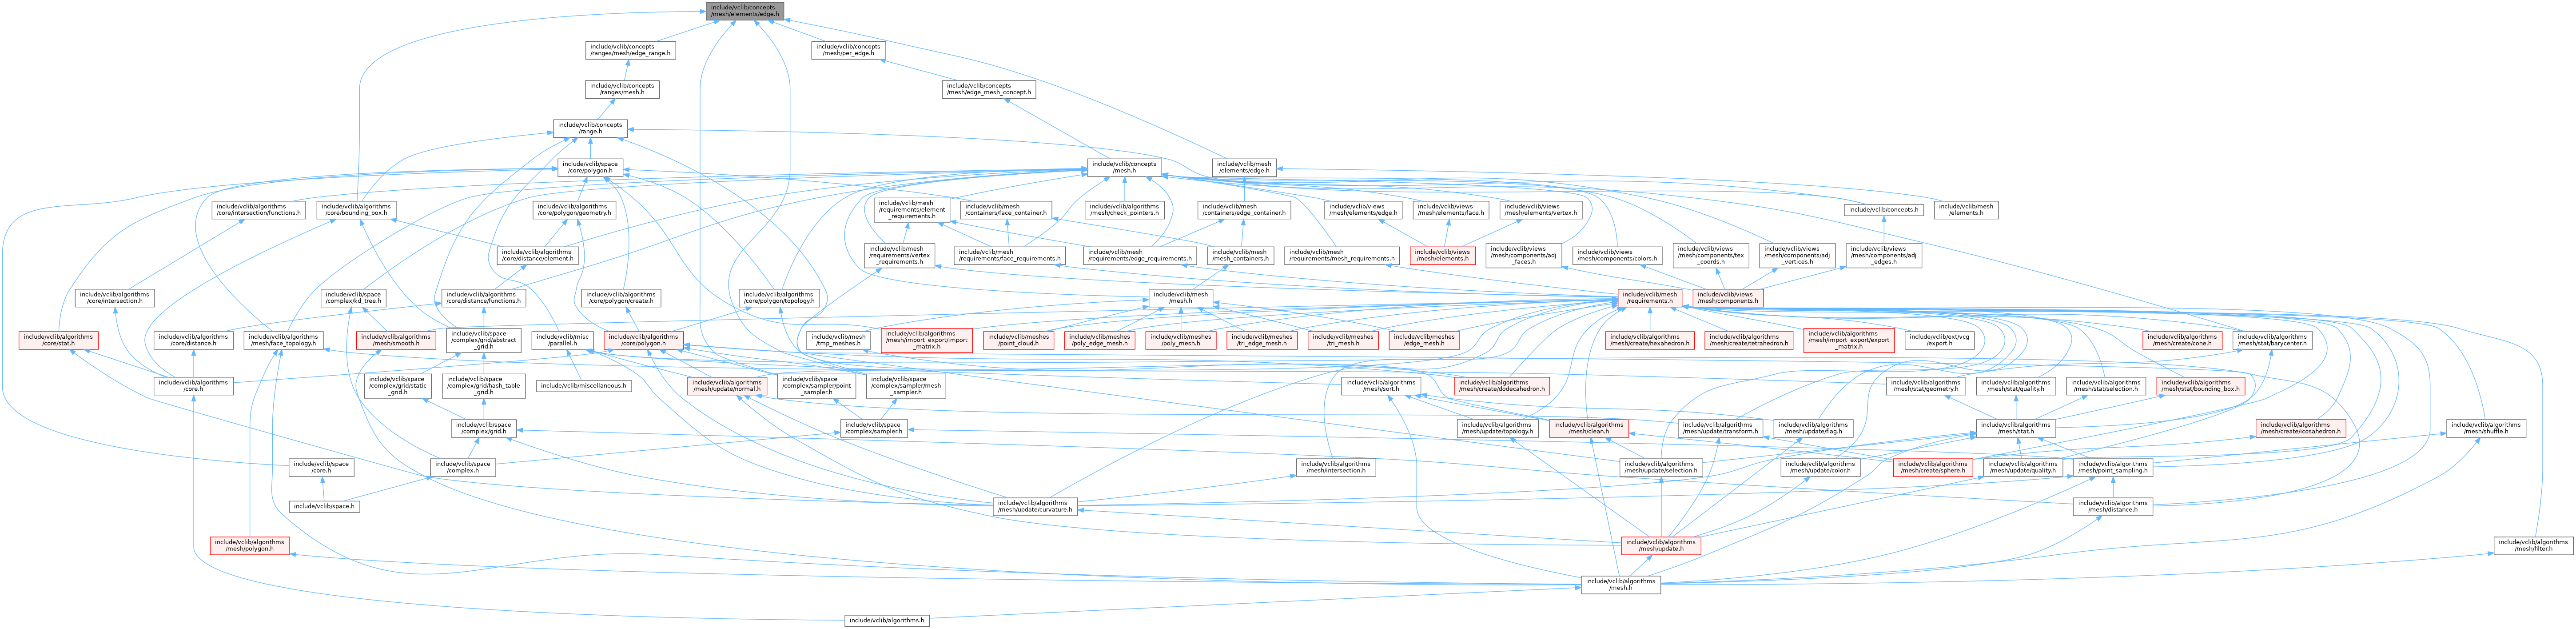 include/vclib/concepts
/mesh/elements/edge.h
include/vclib/concepts
/ranges/mesh/edge_range.h
include/vclib/concepts
/mesh/per_edge.h
include/vclib/concepts
/ranges/mesh.h
include/vclib/concepts
/mesh/edge_mesh_concept.h
include/vclib/concepts
/range.h
include/vclib/space
/core/polygon.h
include/vclib/concepts
/mesh.h
include/vclib/mesh
/elements/edge.h
include/vclib/algorithms
/core/intersection/functions.h
include/vclib/algorithms
/core/bounding_box.h
include/vclib/algorithms
/core/polygon/geometry.h
include/vclib/mesh
/requirements/element
_requirements.h
include/vclib/mesh
/containers/face_container.h
include/vclib/algorithms
/mesh/check_pointers.h
include/vclib/mesh
/containers/edge_container.h
include/vclib/views
/mesh/elements/edge.h
include/vclib/views
/mesh/elements/face.h
include/vclib/views
/mesh/elements/vertex.h
include/vclib/concepts.h
include/vclib/mesh
/elements.h
include/vclib/algorithms
/core/distance/element.h
include/vclib/mesh
/requirements/vertex
_requirements.h
include/vclib/mesh
/requirements/face_requirements.h
include/vclib/mesh
/requirements/edge_requirements.h
include/vclib/mesh
/mesh_containers.h
include/vclib/mesh
/requirements/mesh_requirements.h
include/vclib/views
/mesh/elements.h
include/vclib/views
/mesh/components/adj
_faces.h
include/vclib/views
/mesh/components/colors.h
include/vclib/views
/mesh/components/tex
_coords.h
include/vclib/views
/mesh/components/adj
_vertices.h
include/vclib/views
/mesh/components/adj
_edges.h
include/vclib/algorithms
/core/intersection.h
include/vclib/space
/complex/kd_tree.h
include/vclib/algorithms
/core/distance/functions.h
include/vclib/algorithms
/core/polygon/create.h
include/vclib/algorithms
/core/polygon/topology.h
include/vclib/mesh
/mesh.h
include/vclib/mesh
/requirements.h
include/vclib/views
/mesh/components.h
include/vclib/algorithms
/core/stat.h
include/vclib/algorithms
/core/distance.h
include/vclib/algorithms
/mesh/face_topology.h
include/vclib/algorithms
/mesh/smooth.h
include/vclib/space
/complex/grid/abstract
_grid.h
include/vclib/misc
/parallel.h
include/vclib/algorithms
/core/polygon.h
include/vclib/mesh
/tmp_meshes.h
include/vclib/algorithms
/mesh/import_export/import
_matrix.h
include/vclib/meshes
/point_cloud.h
include/vclib/meshes
/poly_edge_mesh.h
include/vclib/meshes
/poly_mesh.h
include/vclib/meshes
/tri_edge_mesh.h
include/vclib/meshes
/tri_mesh.h
include/vclib/meshes
/edge_mesh.h
include/vclib/algorithms
/mesh/create/hexahedron.h
include/vclib/algorithms
/mesh/create/tetrahedron.h
include/vclib/algorithms
/mesh/import_export/export
_matrix.h
include/vclib/ext/vcg
/export.h
include/vclib/algorithms
/mesh/create/cone.h
include/vclib/algorithms
/mesh/stat/barycenter.h
include/vclib/algorithms
/core.h
include/vclib/space
/complex/grid/static
_grid.h
include/vclib/space
/complex/grid/hash_table
_grid.h
include/vclib/miscellaneous.h
include/vclib/algorithms
/mesh/update/normal.h
include/vclib/space
/complex/sampler/point
_sampler.h
include/vclib/space
/complex/sampler/mesh
_sampler.h
include/vclib/algorithms
/mesh/sort.h
include/vclib/algorithms
/mesh/create/dodecahedron.h
include/vclib/algorithms
/mesh/stat/geometry.h
include/vclib/algorithms
/mesh/stat/quality.h
include/vclib/algorithms
/mesh/stat/selection.h
include/vclib/algorithms
/mesh/stat/bounding_box.h
include/vclib/space
/complex/grid.h
include/vclib/space
/complex/sampler.h
include/vclib/algorithms
/mesh/update/topology.h
include/vclib/algorithms
/mesh/clean.h
include/vclib/algorithms
/mesh/update/transform.h
include/vclib/algorithms
/mesh/update/flag.h
include/vclib/algorithms
/mesh/stat.h
include/vclib/algorithms
/mesh/create/icosahedron.h
include/vclib/algorithms
/mesh/shuffle.h
include/vclib/space
/core.h
include/vclib/space
/complex.h
include/vclib/algorithms
/mesh/intersection.h
include/vclib/algorithms
/mesh/update/selection.h
include/vclib/algorithms
/mesh/update/color.h
include/vclib/algorithms
/mesh/create/sphere.h
include/vclib/algorithms
/mesh/update/quality.h
include/vclib/algorithms
/mesh/point_sampling.h
include/vclib/space.h
include/vclib/algorithms
/mesh/update/curvature.h
include/vclib/algorithms
/mesh/distance.h
include/vclib/algorithms
/mesh/polygon.h
include/vclib/algorithms
/mesh/update.h
include/vclib/algorithms
/mesh/filter.h
include/vclib/algorithms
/mesh.h
include/vclib/algorithms.h